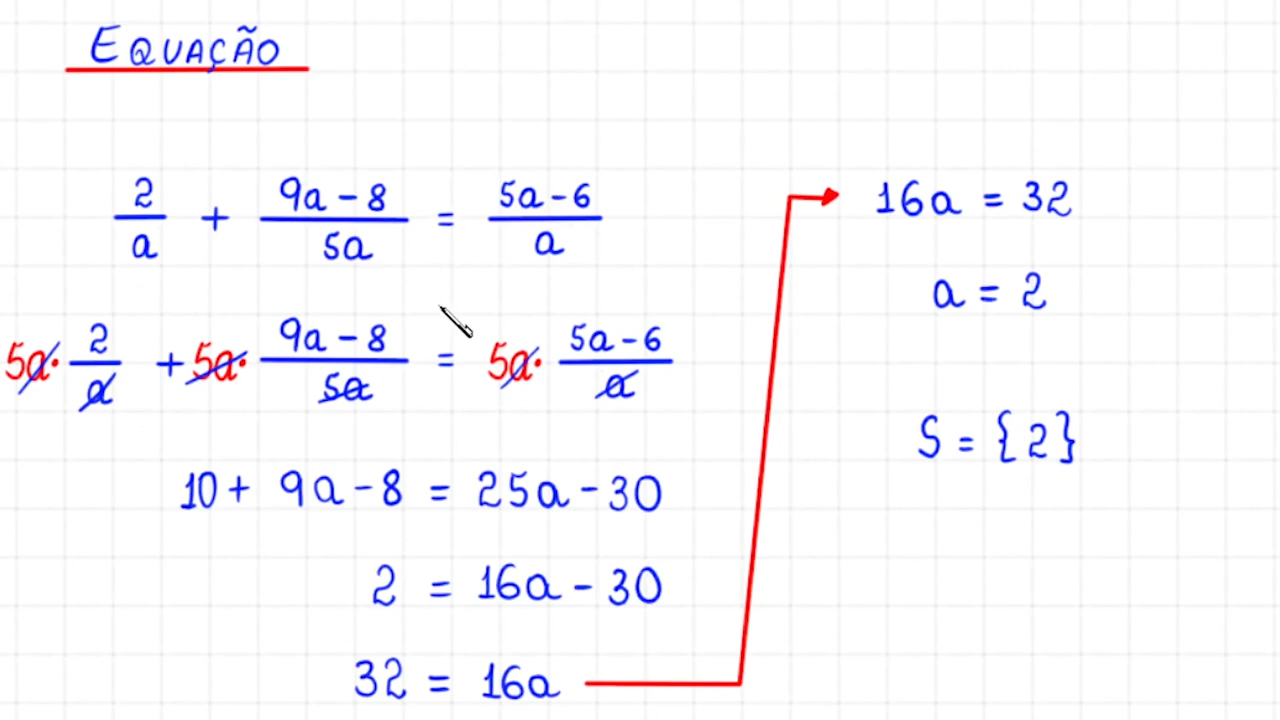 EQUAÇÃO
2/a + (9a - 8)/5a = (5a - 6)/a
5a · 2/a + 5a · (9a - 8)/5a = 5a · (5a - 6)/a
10 + 9a - 8 = 25a - 30
2 = 16a - 30
32 = 16a
16a = 32
a = 2
S = {2}